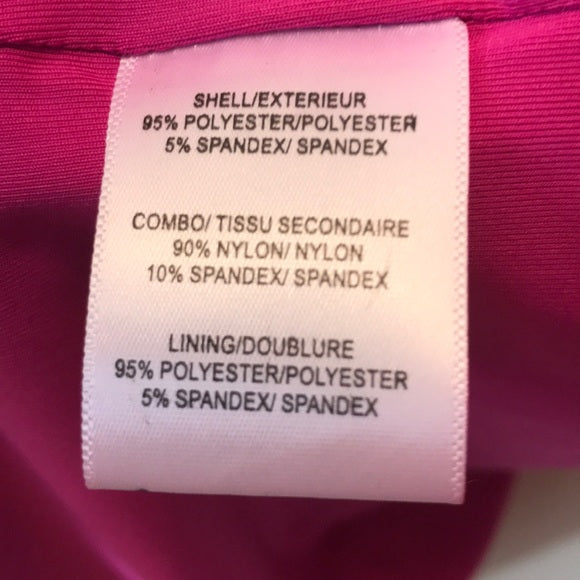 SHELL/EXTERIEUR
95% POLYESTER/POLYESTER
5% SPANDEX/ SPANDEX
COMBO/ TISSU SECONDAIRE
90% NYLON/ NYLON
10% SPANDEX/ SPANDEX
LINING/DOUBLURE
95% POLYESTER/POLYESTER
5% SPANDEX/ SPANDEX